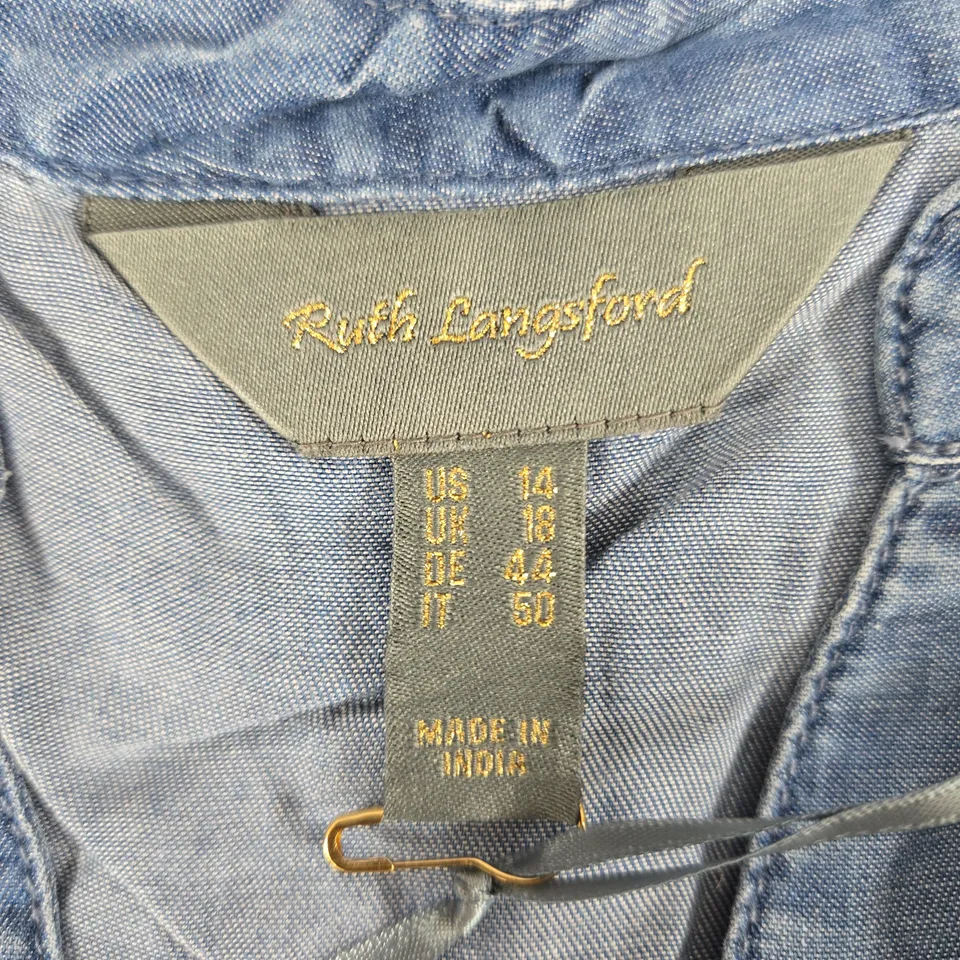 Ruth Langsford
US 14
UK 18
DE 44
IT 50
MADE IN
INDIA